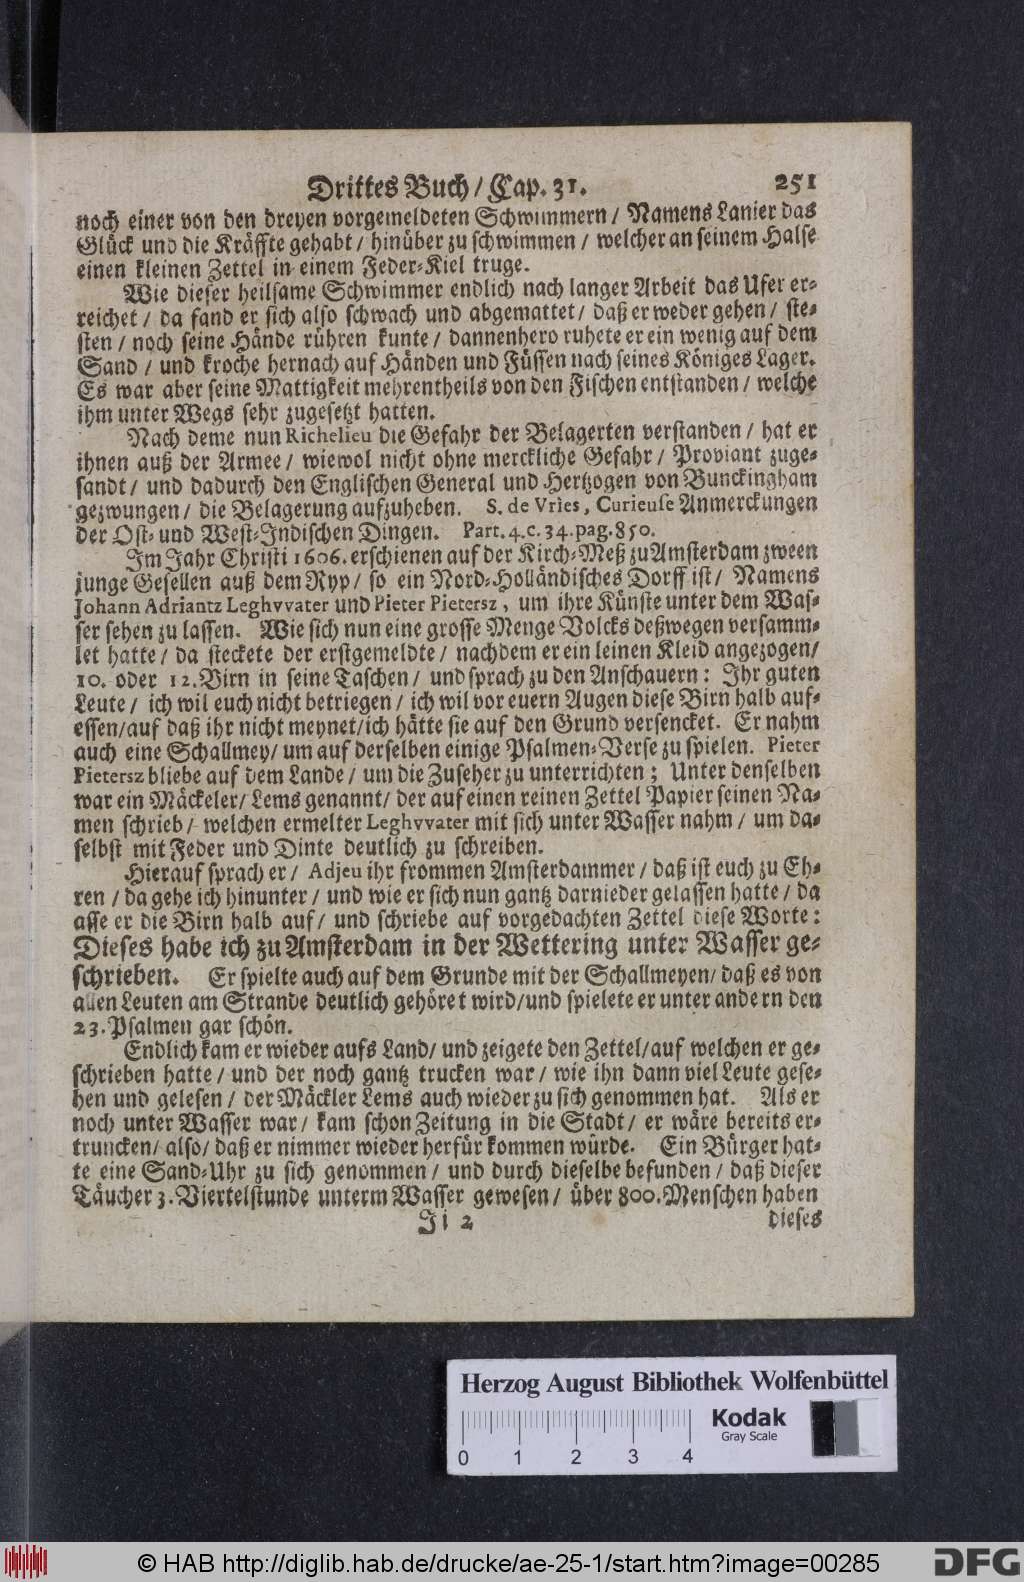 Drittes Buch / Cap. 31. 251
noch einer von den dreyen vorgemeldeten Schwimmern / Namens Lanier das
Glück und die Kräffte gehabt / hinüber zu schwimmen / welcher an seinem Halse
einen kleinen Zettel in einem Feder-Kiel truge.
Wie dieser heilsame Schwimmer endlich nach langer Arbeit das Ufer er-
reichet / da fand er sich also schwach und abgemattet / daß er weder gehen / ste-
sten / noch seine Hände rühren kunte / dannenhero ruhete er ein wenig auf dem
Sand / und kroche hernach auf Händen und Füssen nach seines Königes Lager.
Es war aber seine Mattigkeit mehrentheils von den Fischen entstanden / welche
ihm unter Wegs sehr zugesetzt hatten.
Nach deme nun Richelieu die Gefahr der Belagerten verstanden / hat er
ihnen auß der Armee / wiewol nicht ohne merckliche Gefahr / Proviant zuge-
sandt / und dadurch den Englischen General und Hertzogen von Bunckingham
gezwungen / die Belagerung aufzuheben. S. de Vries, Curieuse Anmerckungen
der Ost- und West-Indischen Dingen. Part. 4. c. 34. pag. 850.
Im Jahr Christi 1606. erschienen auf der Kirch-Meß zu Amsterdam zween
junge Gesellen auß dem Ryp / so ein Nord-Holländisches Dorff ist / Namens
Johann Adriantz Leghvvater und Pieter Pietersz, um ihre Künste unter dem Was-
ser sehen zu lassen. Wie sich nun eine grosse Menge Volcks deßwegen versamm-
let hatte / da steckete der erstgemeldte / nachdem er ein leinen Kleid angezogen /
10. oder 12. Birn in seine Taschen / und sprach zu den Anschauern: Ihr guten
Leute / ich wil euch nicht betriegen / ich wil vor euern Augen diese Birn halb auf-
essen / auf daß ihr nicht meynet / ich hätte sie auf den Grund versencket. Er nahm
auch eine Schallmey / um auf derselben einige Psalmen-Verse zu spielen. Pieter
Pietersz bliebe auf dem Lande / um die Zuseher zu unterrichten; Unter denselben
war ein Mäckeler / Lems genannt / der auf einen reinen Zettel Papier seinen Na-
men schrieb / welchen ermelter Leghvvater mit sich unter Wasser nahm / um da-
selbst mit Feder und Dinte deutlich zu schreiben.
Hierauf sprach er / Adjeu ihr frommen Amsterdammer / daß ist euch zu Eh-
ren / da gehe ich hinunter / und wie er sich nun gantz darnieder gelassen hatte / da
asse er die Birn halb auf / und schriebe auf vorgedachten Zettel diese Worte:
Dieses habe ich zu Amsterdam in der Wettering unter Wasser ge-
schrieben. Er spielte auch auf dem Grunde mit der Schallmeyen / daß es von
allen Leuten am Strande deutlich gehöret wird / und spielete er unter andern den
23. Psalmen gar schön.
Endlich kam er wieder aufs Land / und zeigete den Zettel / auf welchen er ge-
schrieben hatte / und der noch gantz trucken war / wie ihn dann viel Leute gese-
hen und gelesen / der Mäckler Lems auch wieder zu sich genommen hat. Als er
noch unter Wasser war / kam schon Zeitung in die Stadt / er wäre bereits er-
truncken / also / daß er nimmer wieder herfür kommen würde. Ein Bürger hat-
te eine Sand-Uhr zu sich genommen / und durch dieselbe befunden / daß dieser
Täucher 3. Viertelstunde unterm Wasser gewesen / über 800. Menschen haben
Ji 2 dieses
Herzog August Bibliothek Wolfenbüttel
Kodak
Gray Scale
0 1 2 3 4
© HAB http://diglib.hab.de/drucke/ae-25-1/start.htm?image=00285
DFG